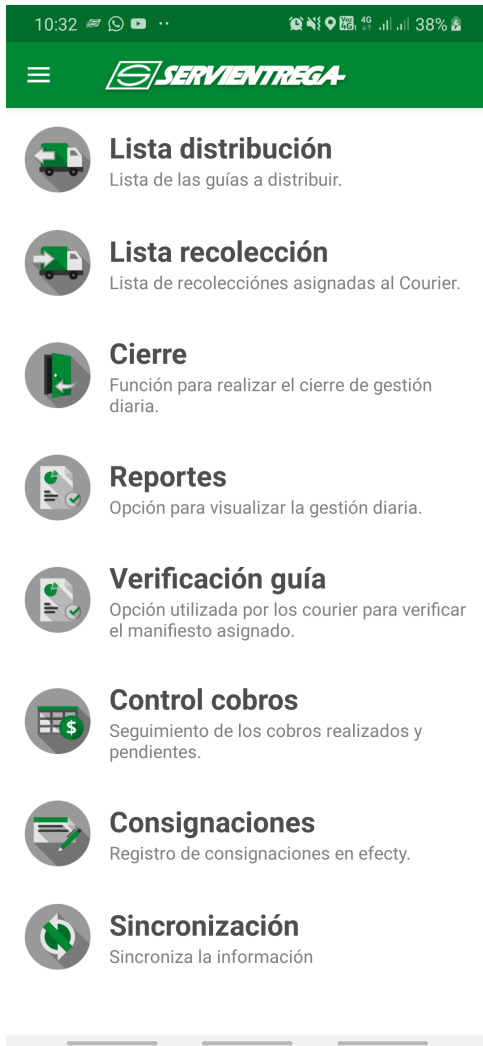 10:32 38%
SERVIENTREGA
Lista distribución
Lista de las guías a distribuir.
Lista recolección
Lista de recolecciónes asignadas al Courier.
Cierre
Función para realizar el cierre de gestión
diaria.
Reportes
Opción para visualizar la gestión diaria.
Verificación guía
Opción utilizada por los courier para verificar
el manifiesto asignado.
Control cobros
$
Seguimiento de los cobros realizados y
pendientes.
Consignaciones
Registro de consignaciones en efecty.
Sincronización
Sincroniza la información